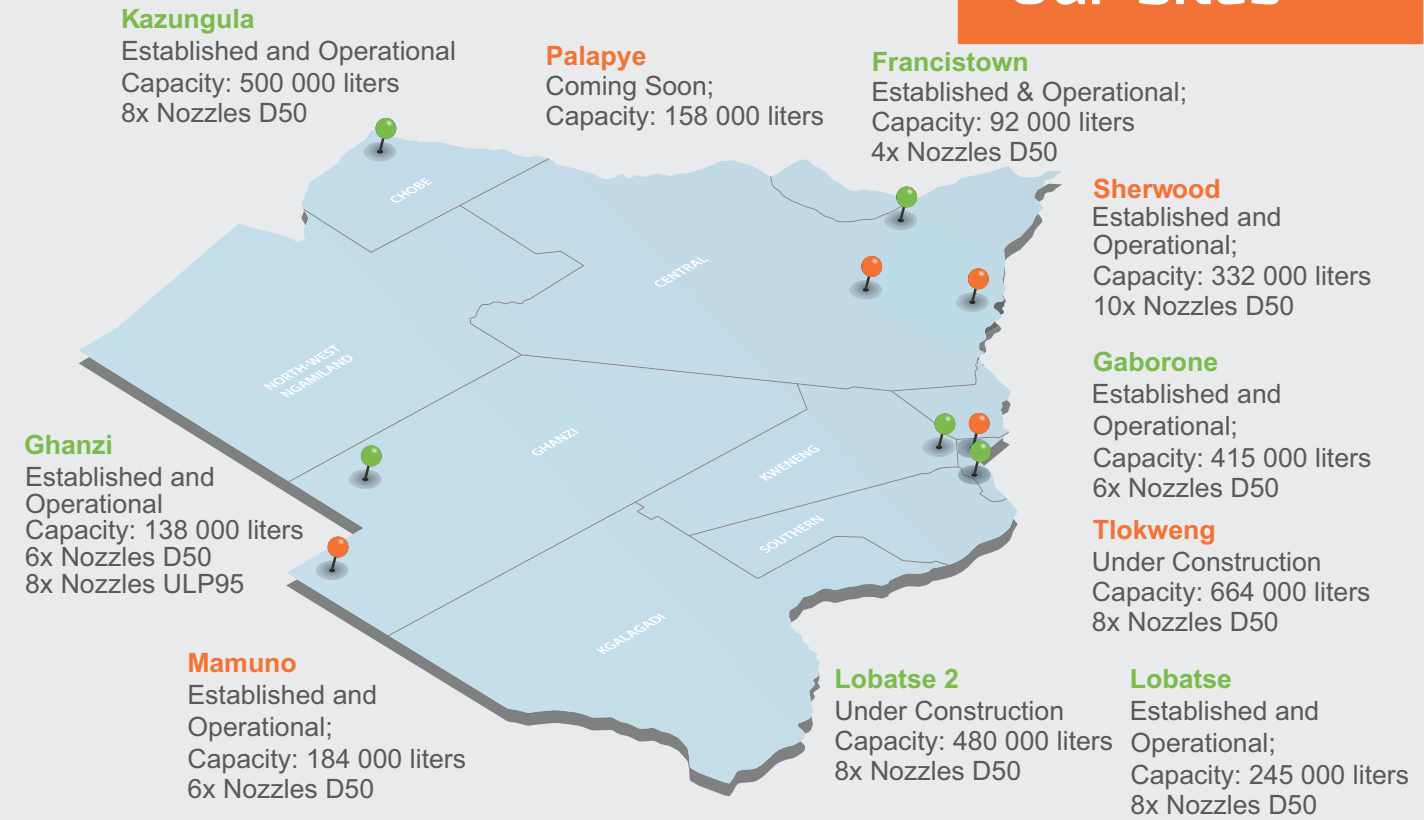 Our Sites
Kazungula
Established and Operational
Capacity: 500 000 liters
8x Nozzles D50
Palapye
Coming Soon;
Capacity: 158 000 liters
Francistown
Established & Operational;
Capacity: 92 000 liters
4x Nozzles D50
Sherwood
Established and
Operational;
Capacity: 332 000 liters
10x Nozzles D50
Gaborone
Established and
Operational;
Capacity: 415 000 liters
6x Nozzles D50
Tlokweng
Under Construction
Capacity: 664 000 liters
8x Nozzles D50
Ghanzi
Established and
Operational
Capacity: 138 000 liters
6x Nozzles D50
8x Nozzles ULP95
Mamuno
Established and
Operational;
Capacity: 184 000 liters
6x Nozzles D50
Lobatse 2
Under Construction
Capacity: 480 000 liters
8x Nozzles D50
Lobatse
Established and
Operational;
Capacity: 245 000 liters
8x Nozzles D50
CHOBE
CENTRAL
NORTH-WEST
NGAMILAND
GHANZI
KWENENG
SOUTHERN
KGALAGADI